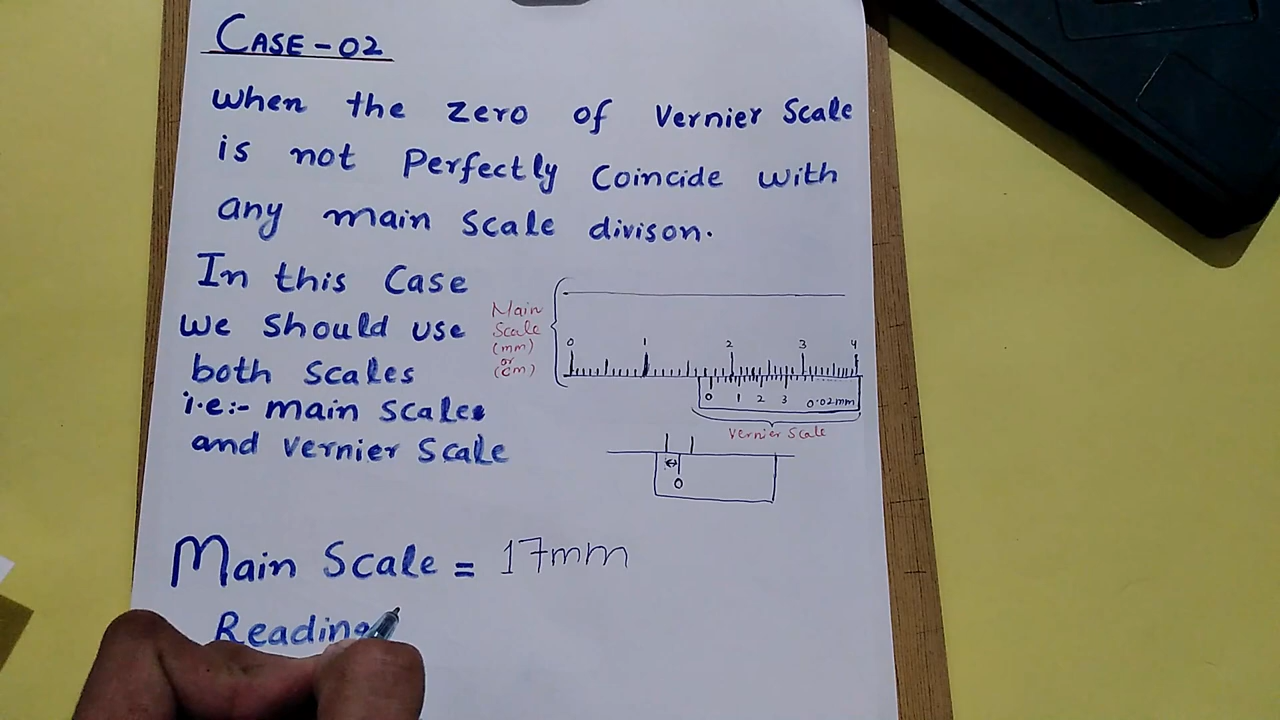 CASE-02
when the zero of Vernier Scale
is not Perfectly Coincide with
any main Scale divison.
In this Case
we should use
both scales
i.e:- main scales
and Vernier Scale
Main
Scale
(mm)
or
(cm)
0 1 2 3 4
0 1 2 3 0.02mm
Vernier Scale
0
Main Scale = 17mm
Reading